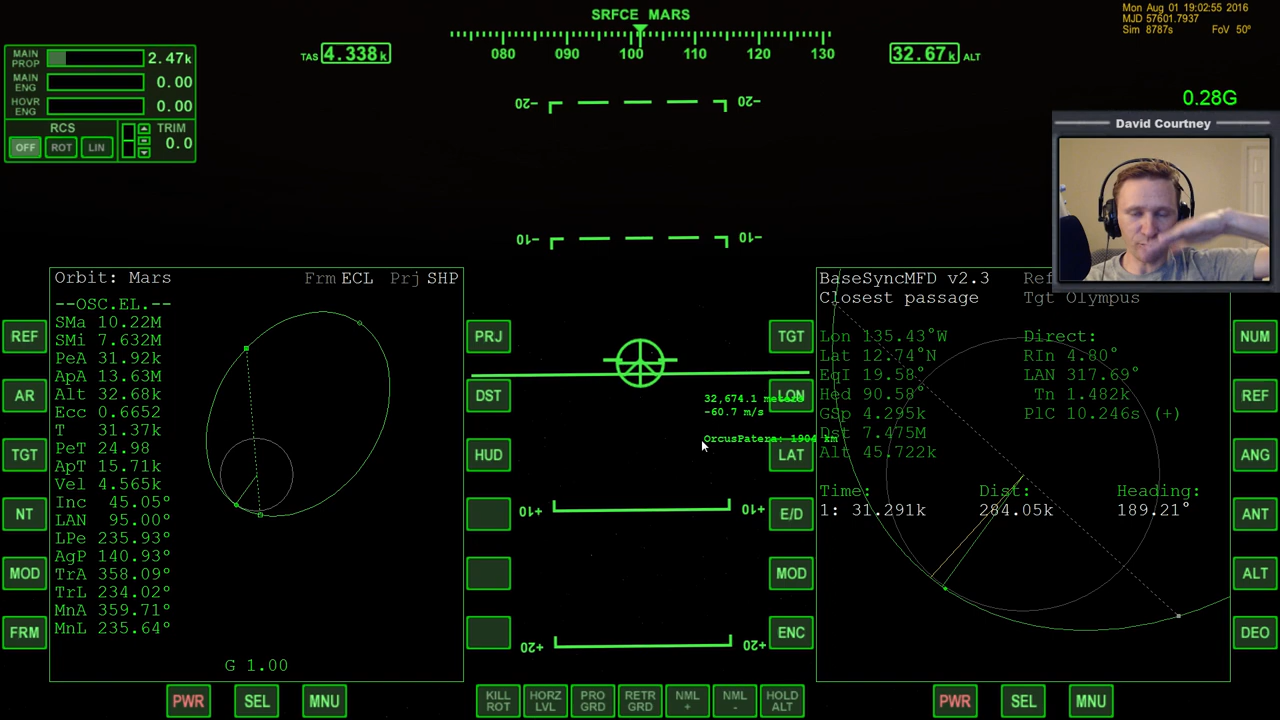 SRFCE MARS
Mon Aug 01 19:02:55 2016
MJD 57601.7937
Sim 8787s FoV 50°
080 090 100 110 120 130
TAS 4.338k
32.67k ALT
MAIN PROP 2.47k
MAIN ENG 0.00
HOVR ENG 0.00
RCS TRIM
0.0
OFF ROT LIN
0.28G
David Courtney
20- -20-
10- -10-
Orbit: Mars Frm ECL Prj SHP
--OSC.EL.--
SMa 10.22M
SMi 7.632M
PeA 31.92k
ApA 13.63M
Alt 32.68k
Ecc 0.6652
T 31.37k
PeT 24.98
ApT 15.71k
Vel 4.565k
Inc 45.05°
LAN 95.00°
LPe 235.93°
AgP 140.93°
TrA 358.09°
TrL 234.02°
MnA 359.71°
MnL 235.64°
G 1.00
REF
AR
TGT
NT
MOD
FRM
PRJ
DST
HUD
PWR SEL MNU
32,674.1 meters
-60.7 m/s
OrcusPatera: 1904 km
10+ 10+
20+ 20+
KILL ROT
HORZ LVL
PRO GRD
RETR GRD
NML +
NML -
HOLD ALT
TGT
LON
LAT
E/D
MOD
ENC
BaseSyncMFD v2.3 Ref
Closest passage Tgt Olympus
Lon 135.43°W Direct:
Lat 12.74°N RIn 4.80°
EqI 19.58° LAN 317.69°
Hed 90.58° Tn 1.482k
GSp 4.295k PlC 10.246s (+)
Dst 7.475M
Alt 45.722k
Time: Dist: Heading:
1: 31.291k 284.05k 189.21°
NUM
REF
ANG
ANT
ALT
DEO
PWR SEL MNU